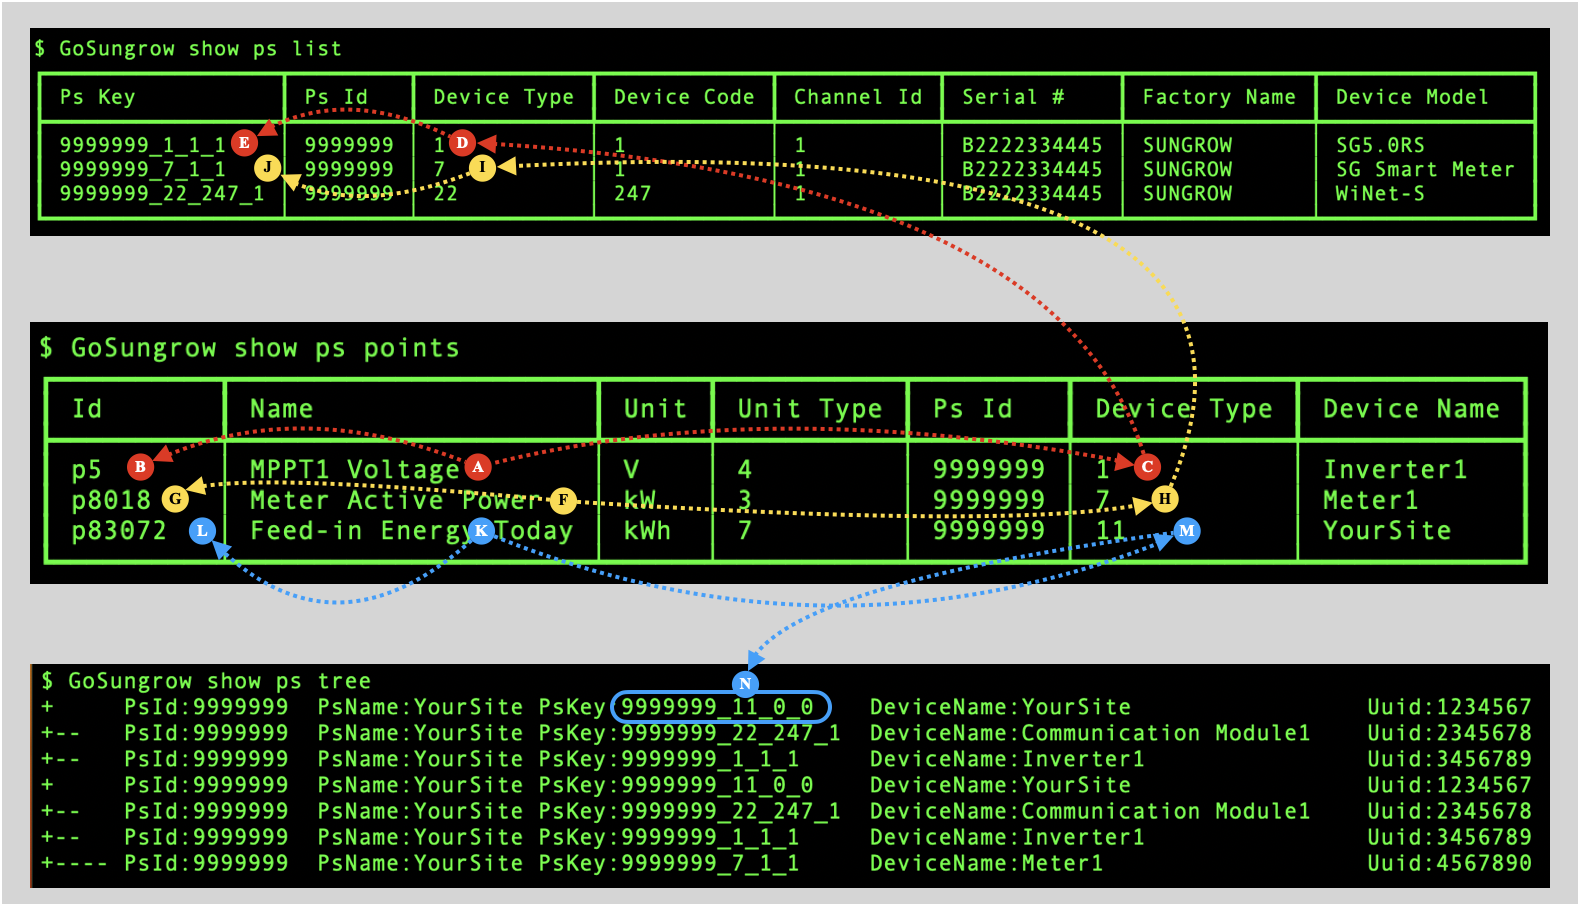 $ GoSungrow show ps list
Ps Key Ps Id Device Type Device Code Channel Id Serial # Factory Name Device Model
9999999_1_1_1 E 9999999 1 D 1 1 B2222334445 SUNGROW SG5.0RS
9999999_7_1_1 J 9999999 7 I 1 1 B2222334445 SUNGROW SG Smart Meter
9999999_22_247_1 9999999 22 247 1 B2222334445 SUNGROW WiNet-S
$ GoSungrow show ps points
Id Name Unit Unit Type Ps Id Device Type Device Name
p5 B MPPT1 Voltage A V 4 9999999 1 C Inverter1
p8018 G Meter Active Power F kW 3 9999999 7 H Meter1
p83072 L Feed-in Energy K Today kWh 7 9999999 11 M YourSite
$ GoSungrow show ps tree N
+ PsId:9999999 PsName:YourSite PsKey:9999999_11_0_0 DeviceName:YourSite Uuid:1234567
+-- PsId:9999999 PsName:YourSite PsKey:9999999_22_247_1 DeviceName:Communication Module1 Uuid:2345678
+-- PsId:9999999 PsName:YourSite PsKey:9999999_1_1_1 DeviceName:Inverter1 Uuid:3456789
+ PsId:9999999 PsName:YourSite PsKey:9999999_11_0_0 DeviceName:YourSite Uuid:1234567
+-- PsId:9999999 PsName:YourSite PsKey:9999999_22_247_1 DeviceName:Communication Module1 Uuid:2345678
+-- PsId:9999999 PsName:YourSite PsKey:9999999_1_1_1 DeviceName:Inverter1 Uuid:3456789
+---- PsId:9999999 PsName:YourSite PsKey:9999999_7_1_1 DeviceName:Meter1 Uuid:4567890